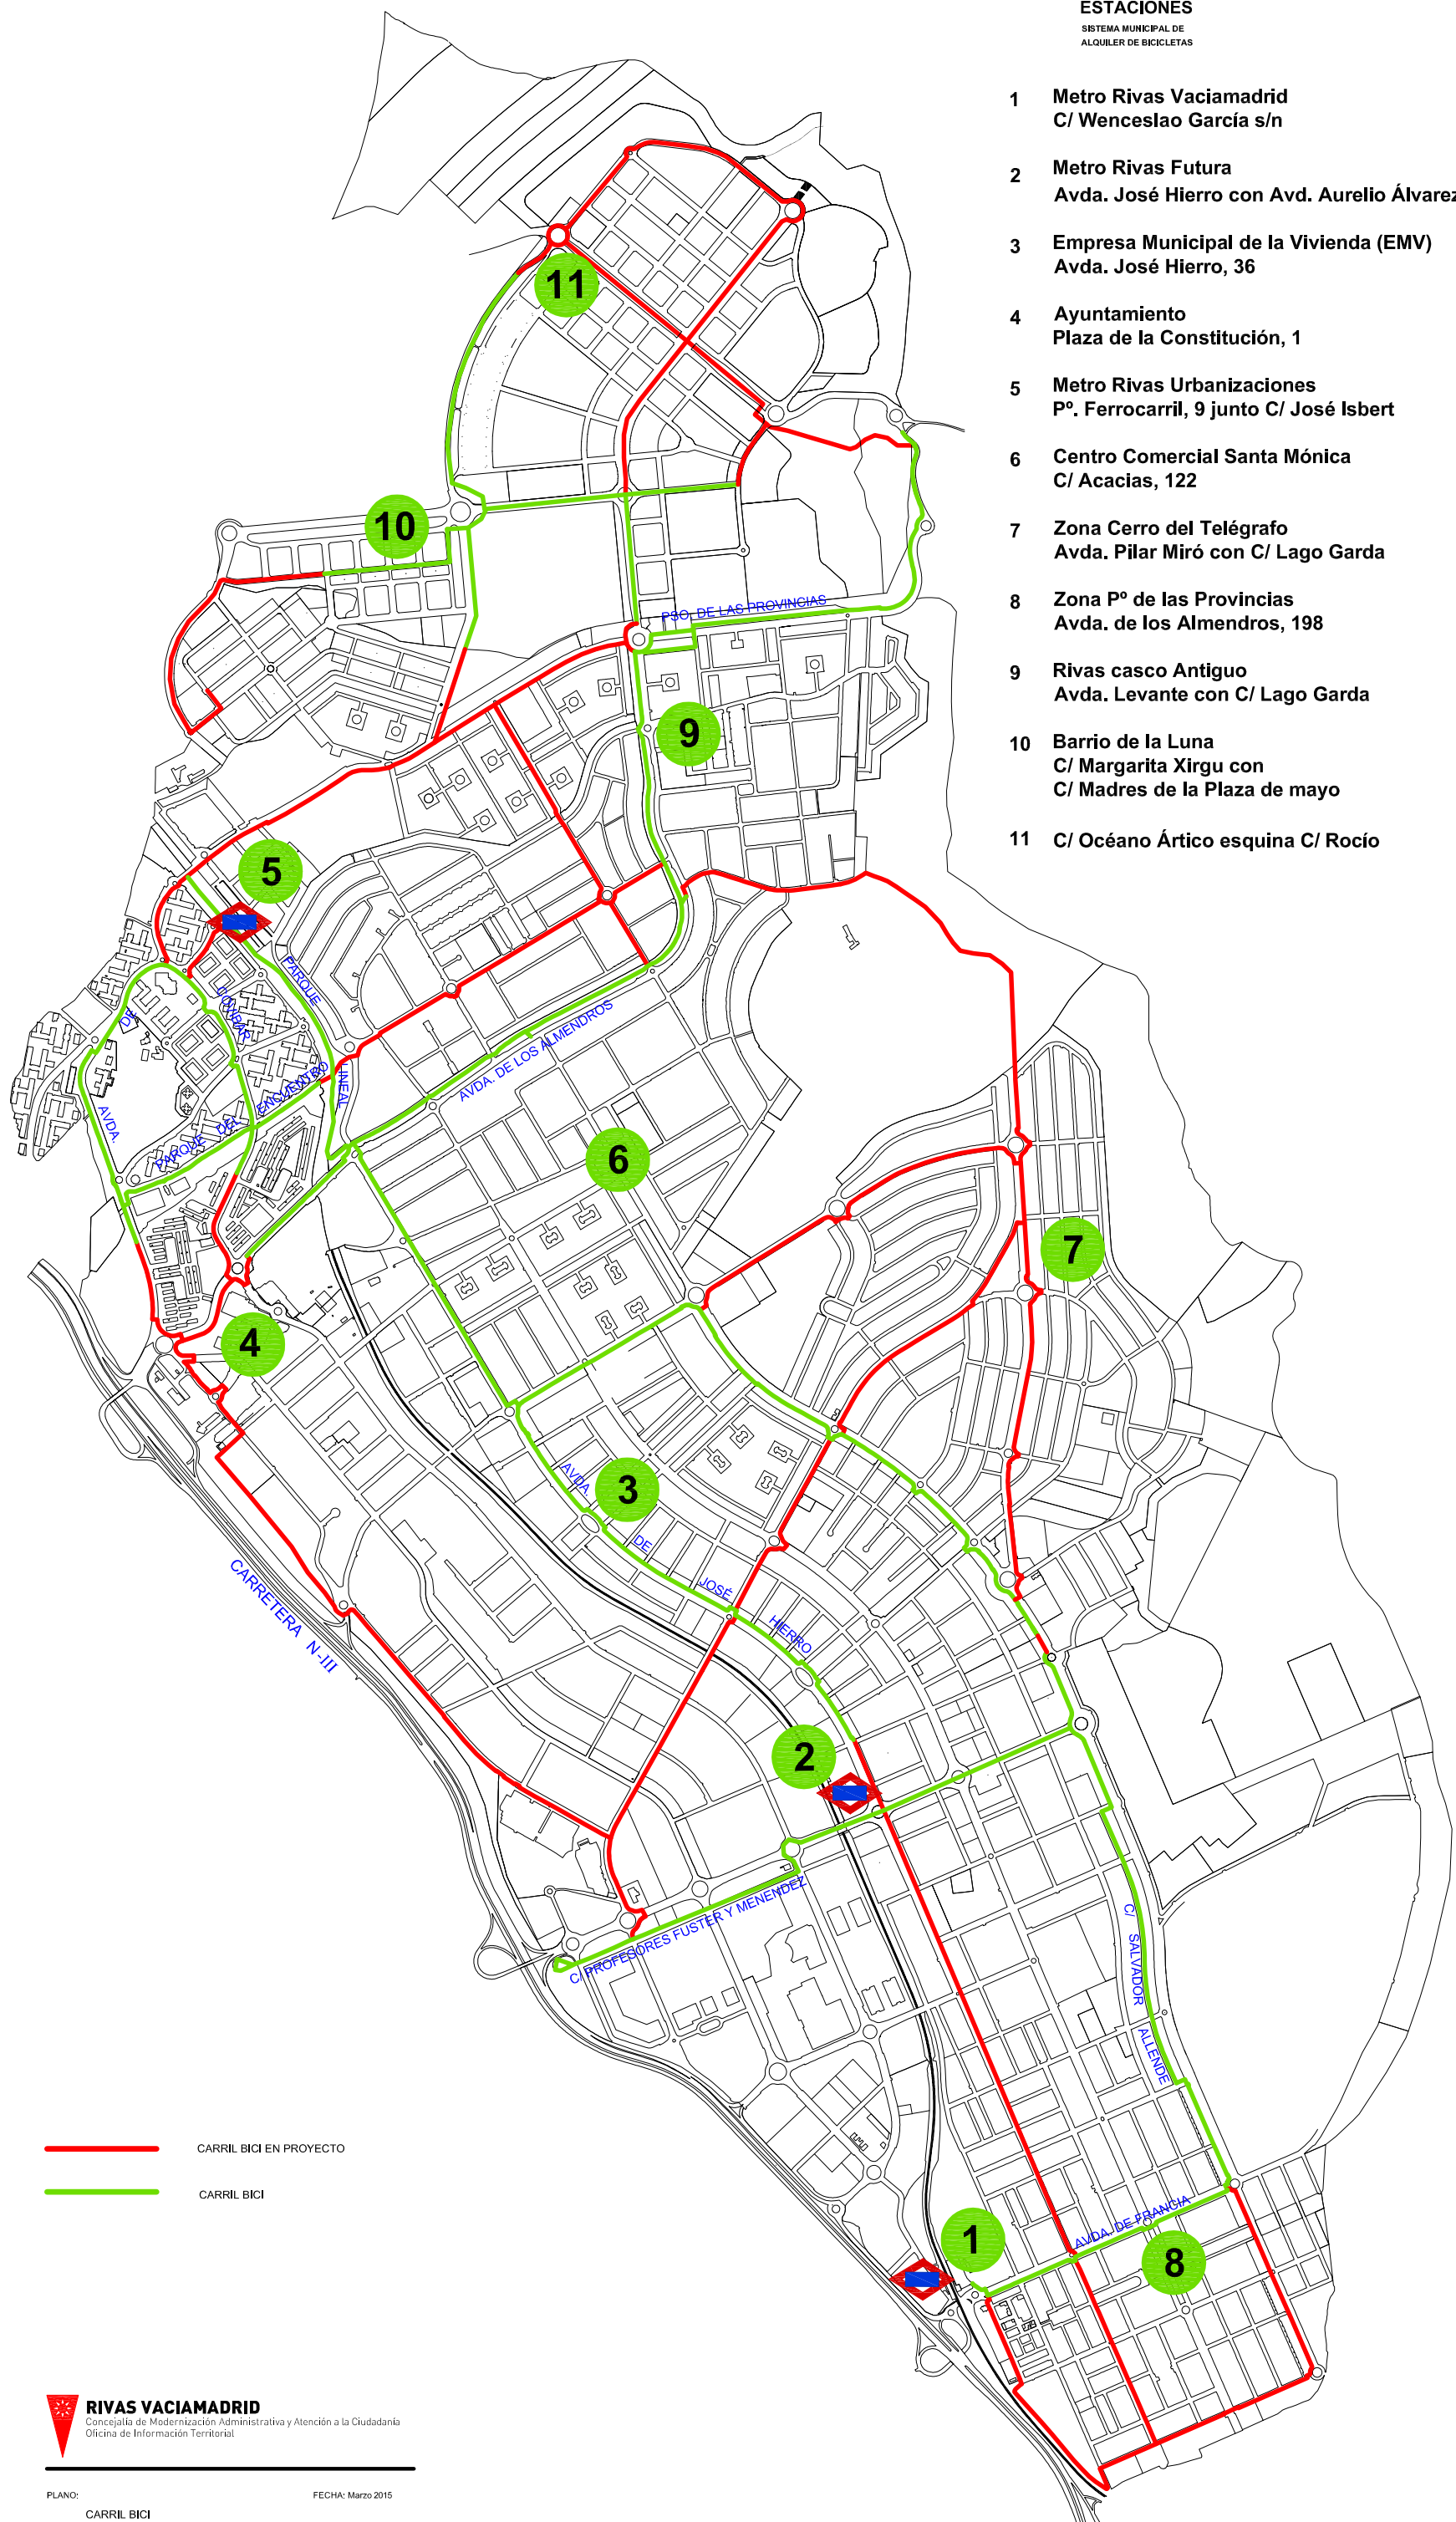 ESTACIONES
SISTEMA MUNICIPAL DE
ALQUILER DE BICICLETAS
1 Metro Rivas Vaciamadrid
C/ Wenceslao García s/n
2 Metro Rivas Futura
Avda. José Hierro con Avd. Aurelio Álvarez
3 Empresa Municipal de la Vivienda (EMV)
Avda. José Hierro, 36
4 Ayuntamiento
Plaza de la Constitución, 1
5 Metro Rivas Urbanizaciones
Pº. Ferrocarril, 9 junto C/ José Isbert
6 Centro Comercial Santa Mónica
C/ Acacias, 122
7 Zona Cerro del Telégrafo
Avda. Pilar Miró con C/ Lago Garda
8 Zona Pº de las Provincias
Avda. de los Almendros, 198
9 Rivas casco Antiguo
Avda. Levante con C/ Lago Garda
10 Barrio de la Luna
C/ Margarita Xirgu con
C/ Madres de la Plaza de mayo
11 C/ Océano Ártico esquina C/ Rocío
11
10
PSO. DE LAS PROVINCIAS
9
5
PARQUE
LINEAL
AVDA.
DE
COVIBAR
PARQUE DEL ENCUENTRO
AVDA. DE LOS ALMENDROS
6
7
4
3
AVDA.
DE
JOSÉ
HIERRO
CARRETERA N-III
2
C/ PROFESORES FUSTER Y MENENDEZ
C/ SALVADOR ALLENDE
1
AVDA. DE FRANCIA
8
CARRIL BICI EN PROYECTO
CARRIL BICI
RIVAS VACIAMADRID
Concejalía de Modernización Administrativa y Atención a la Ciudadanía
Oficina de Información Territorial
PLANO: FECHA: Marzo 2015
CARRIL BICI